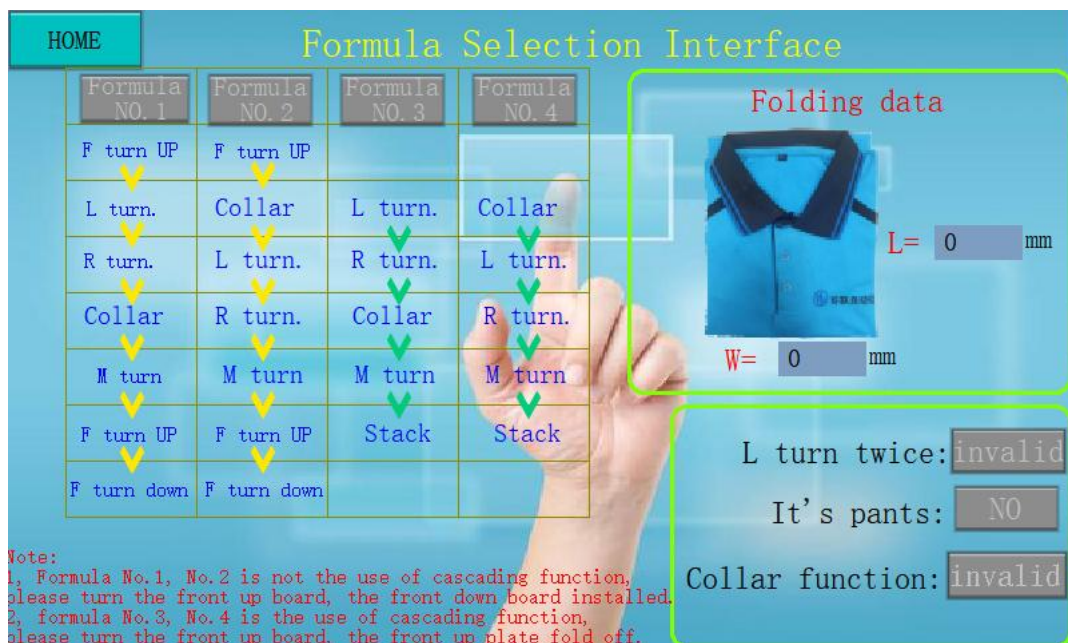 HOME
Formula Selection Interface
Formula NO. 1
Formula NO. 2
Formula NO. 3
Formula NO. 4
F turn UP
F turn UP
L turn.
Collar
L turn.
Collar
R turn.
L turn.
R turn.
L turn.
Collar
R turn.
Collar
R turn.
M turn
M turn
M turn
M turn
F turn UP
F turn UP
Stack
Stack
F turn down
F turn down
Folding data
L= 0 mm
W= 0 mm
L turn twice: invalid
It's pants: NO
Collar function: invalid
Note:
1, Formula No.1, No.2 is not the use of cascading function,
please turn the front up board, the front down board installed.
2, formula No.3, No.4 is the use of cascading function,
please turn the front up board, the front up plate fold off.